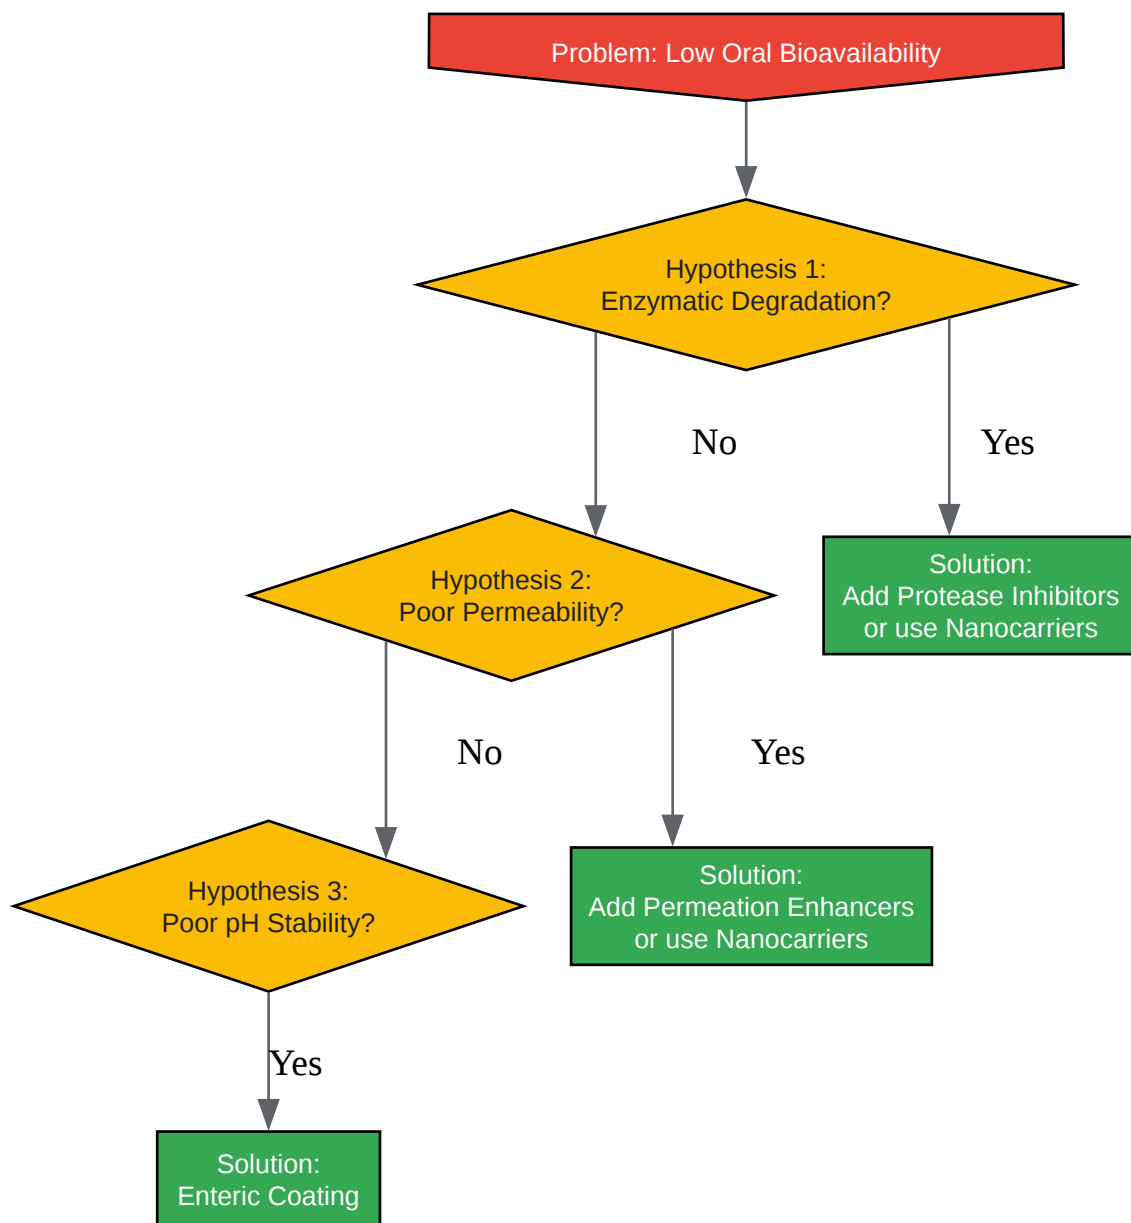 Problem: Low Oral Bioavailability
Hypothesis 1:
Enzymatic Degradation?
No
Yes
Hypothesis 2:
Poor Permeability?
Solution:
Add Protease Inhibitors
or use Nanocarriers
No
Yes
Hypothesis 3:
Poor pH Stability?
Solution:
Add Permeation Enhancers
or use Nanocarriers
Yes
Solution:
Enteric Coating